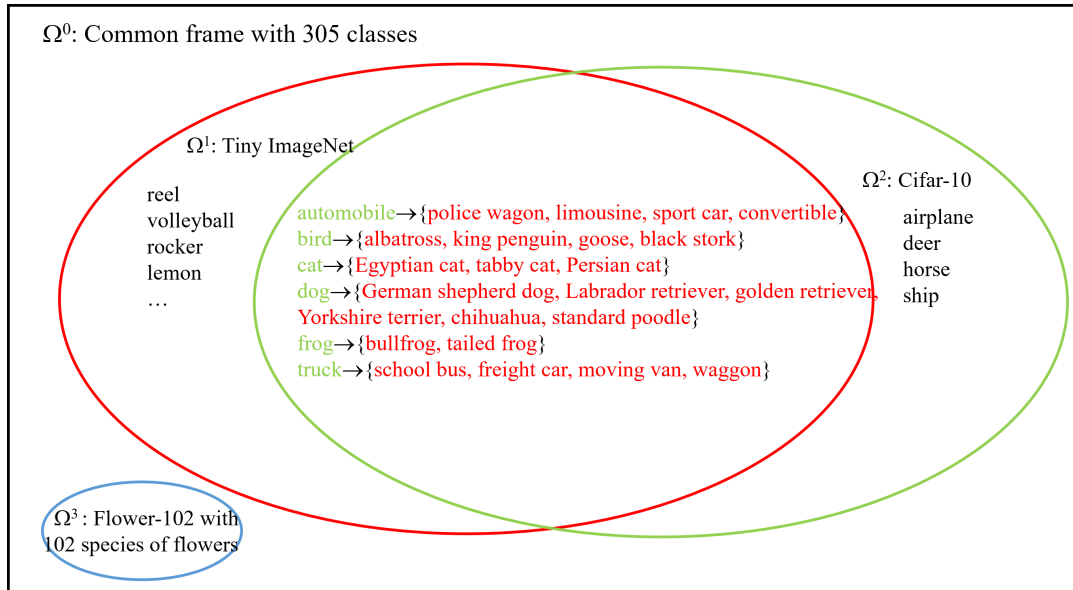 Ω⁰: Common frame with 305 classes
Ω¹: Tiny ImageNet
reel
volleyball
rocker
lemon
…
automobile→{police wagon, limousine, sport car, convertible}
bird→{albatross, king penguin, goose, black stork}
cat→{Egyptian cat, tabby cat, Persian cat}
dog→{German shepherd dog, Labrador retriever, golden retriever,
Yorkshire terrier, chihuahua, standard poodle}
frog→{bullfrog, tailed frog}
truck→{school bus, freight car, moving van, waggon}
Ω²: Cifar-10
airplane
deer
horse
ship
Ω³: Flower-102 with
102 species of flowers